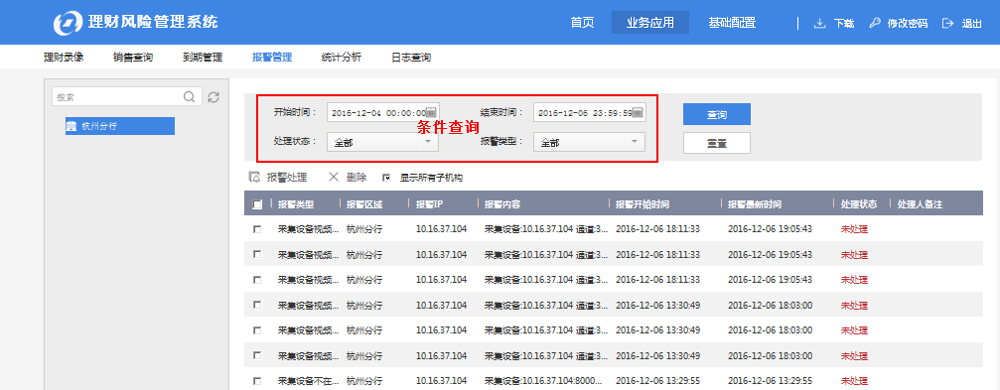 理财风险管理系统 首页 业务应用 基础配置 下载 修改密码 退出
理财录像 销售查询 到期管理 报警管理 统计分析 日志查询
搜索
杭州分行
开始时间： 2016-12-04 00:00:00 结束时间： 2016-12-06 23:59:59 查询
条件查询
处理状态： 全部 报警类型： 全部 重置
报警处理 删除 显示所有子机构
报警类型 报警区域 报警IP 报警内容 报警开始时间 报警最新时间 处理状态 处理人备注
采集设备视频... 杭州分行 10.16.37.104 采集设备:10.16.37.104 通道:3... 2016-12-06 18:11:33 2016-12-06 19:05:43 未处理
采集设备视频... 杭州分行 10.16.37.104 采集设备:10.16.37.104 通道:3... 2016-12-06 18:11:33 2016-12-06 19:05:43 未处理
采集设备视频... 杭州分行 10.16.37.104 采集设备:10.16.37.104 通道:3... 2016-12-06 18:11:33 2016-12-06 19:05:43 未处理
采集设备视频... 杭州分行 10.16.37.104 采集设备:10.16.37.104 通道:3... 2016-12-06 13:30:49 2016-12-06 18:03:00 未处理
采集设备视频... 杭州分行 10.16.37.104 采集设备:10.16.37.104 通道:3... 2016-12-06 13:30:49 2016-12-06 18:03:00 未处理
采集设备视频... 杭州分行 10.16.37.104 采集设备:10.16.37.104 通道:3... 2016-12-06 13:30:49 2016-12-06 18:03:00 未处理
采集设备不在... 杭州分行 10.16.37.104 采集设备:10.16.37.104:8000... 2016-12-06 13:29:55 2016-12-06 13:29:55 未处理